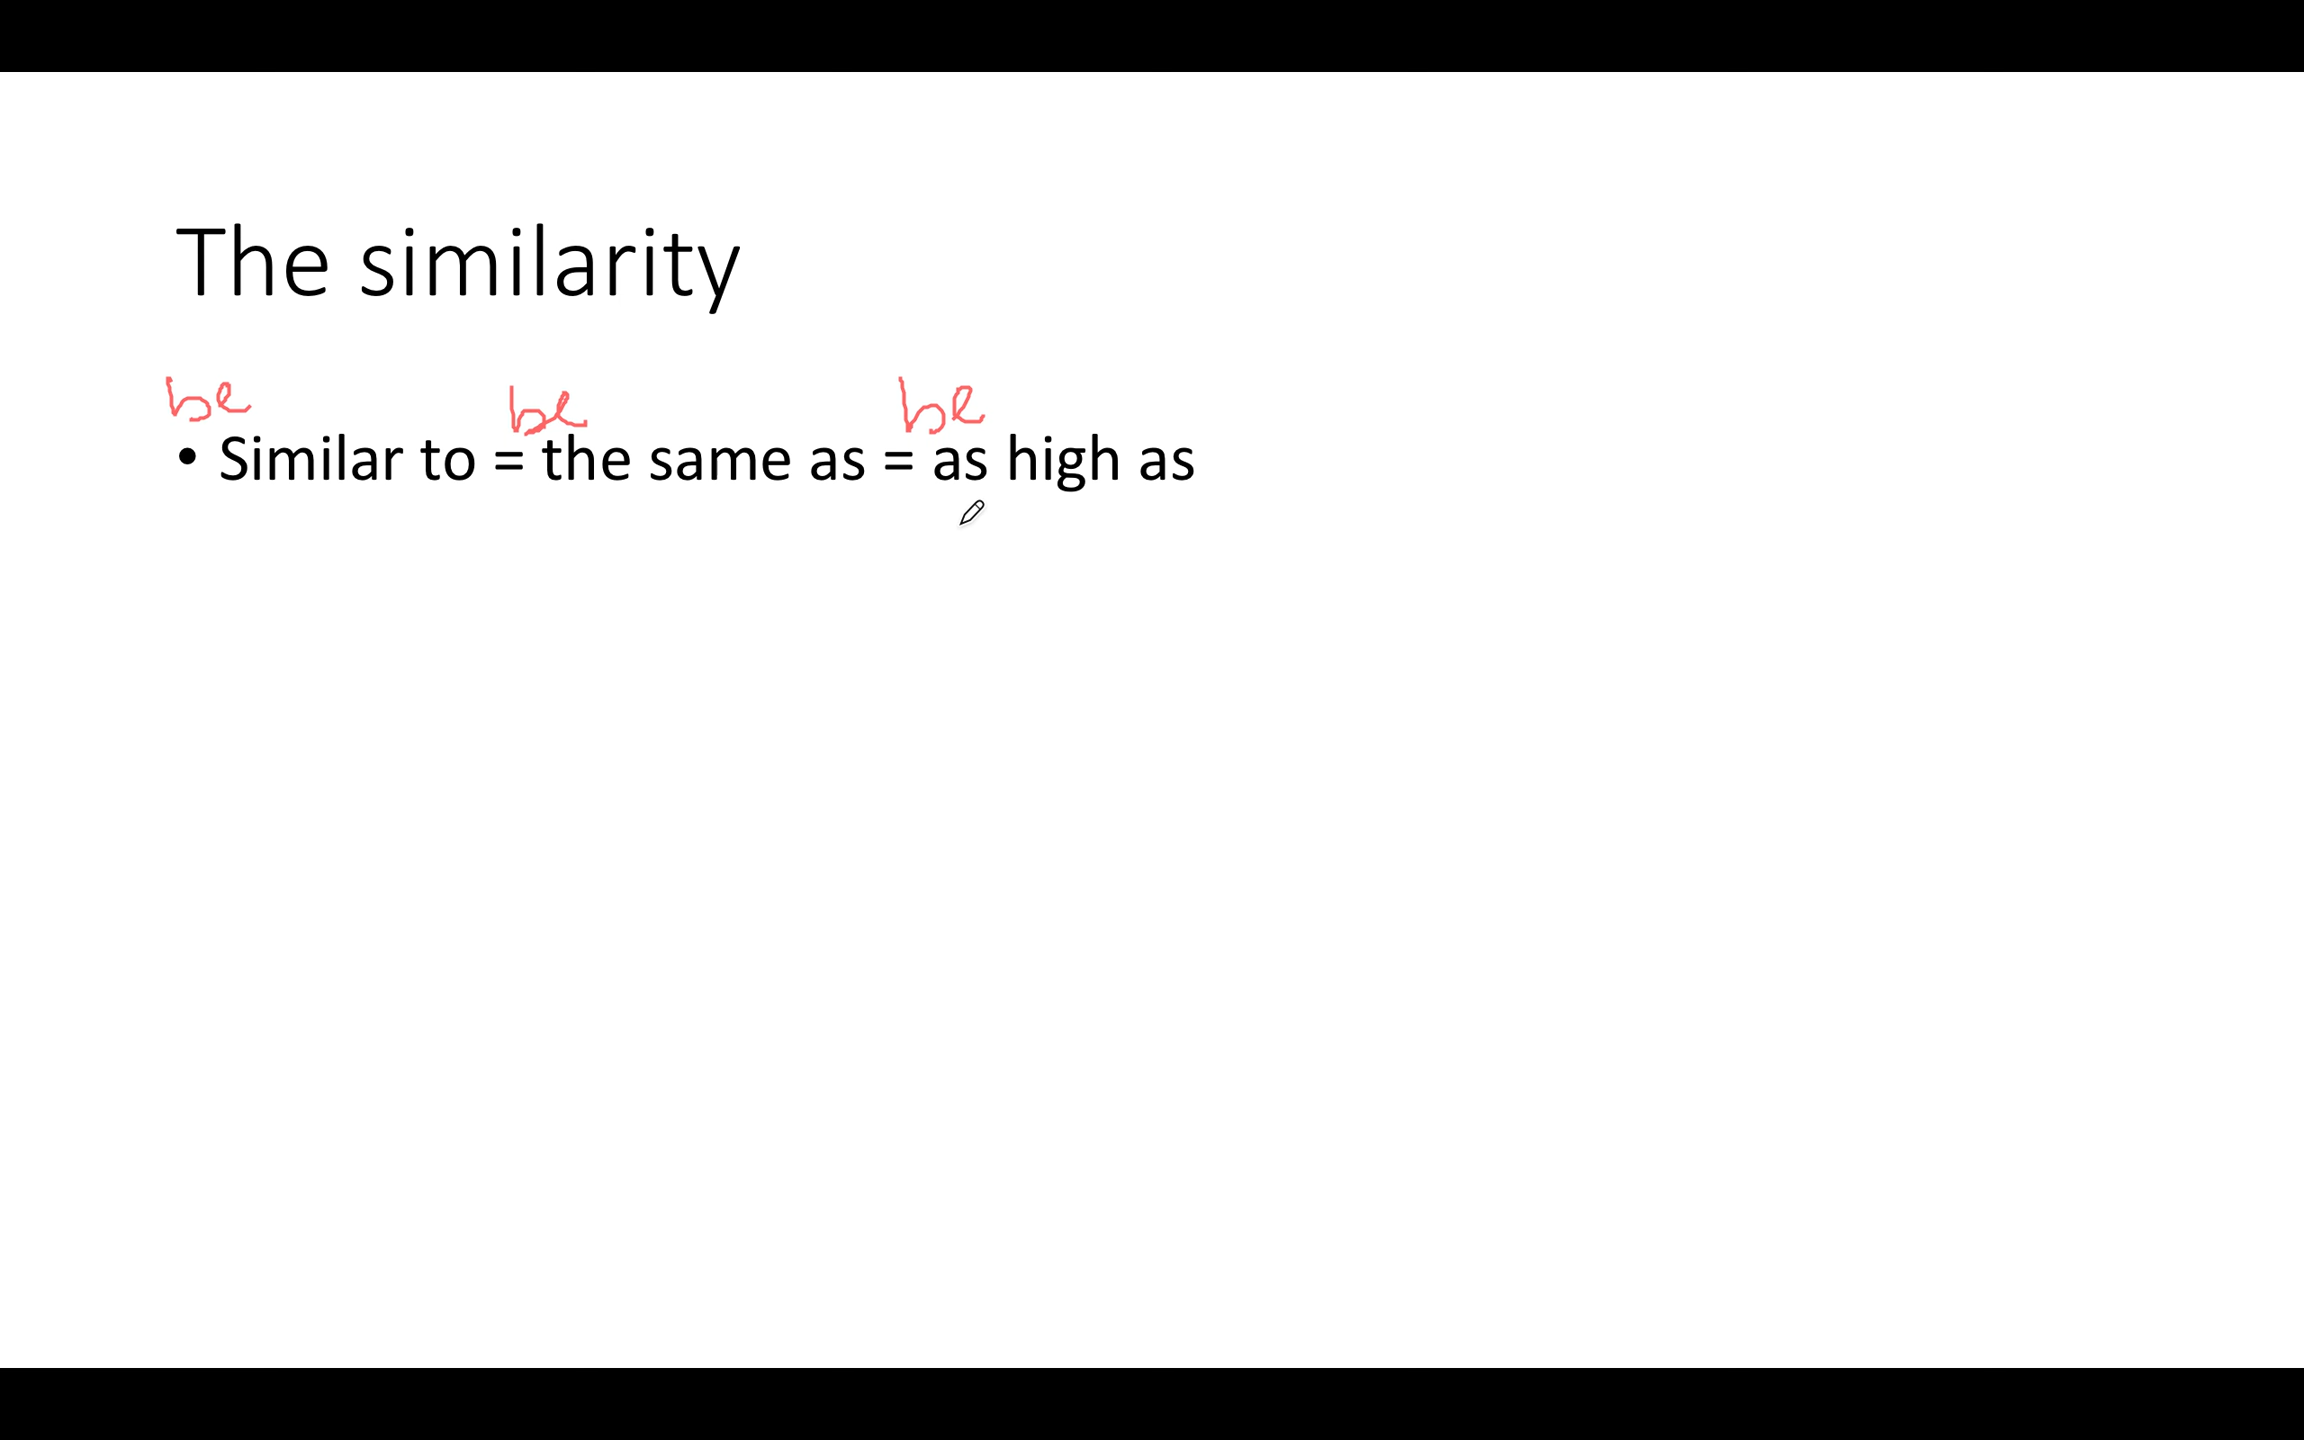 The similarity
be be be
• Similar to = the same as = as high as